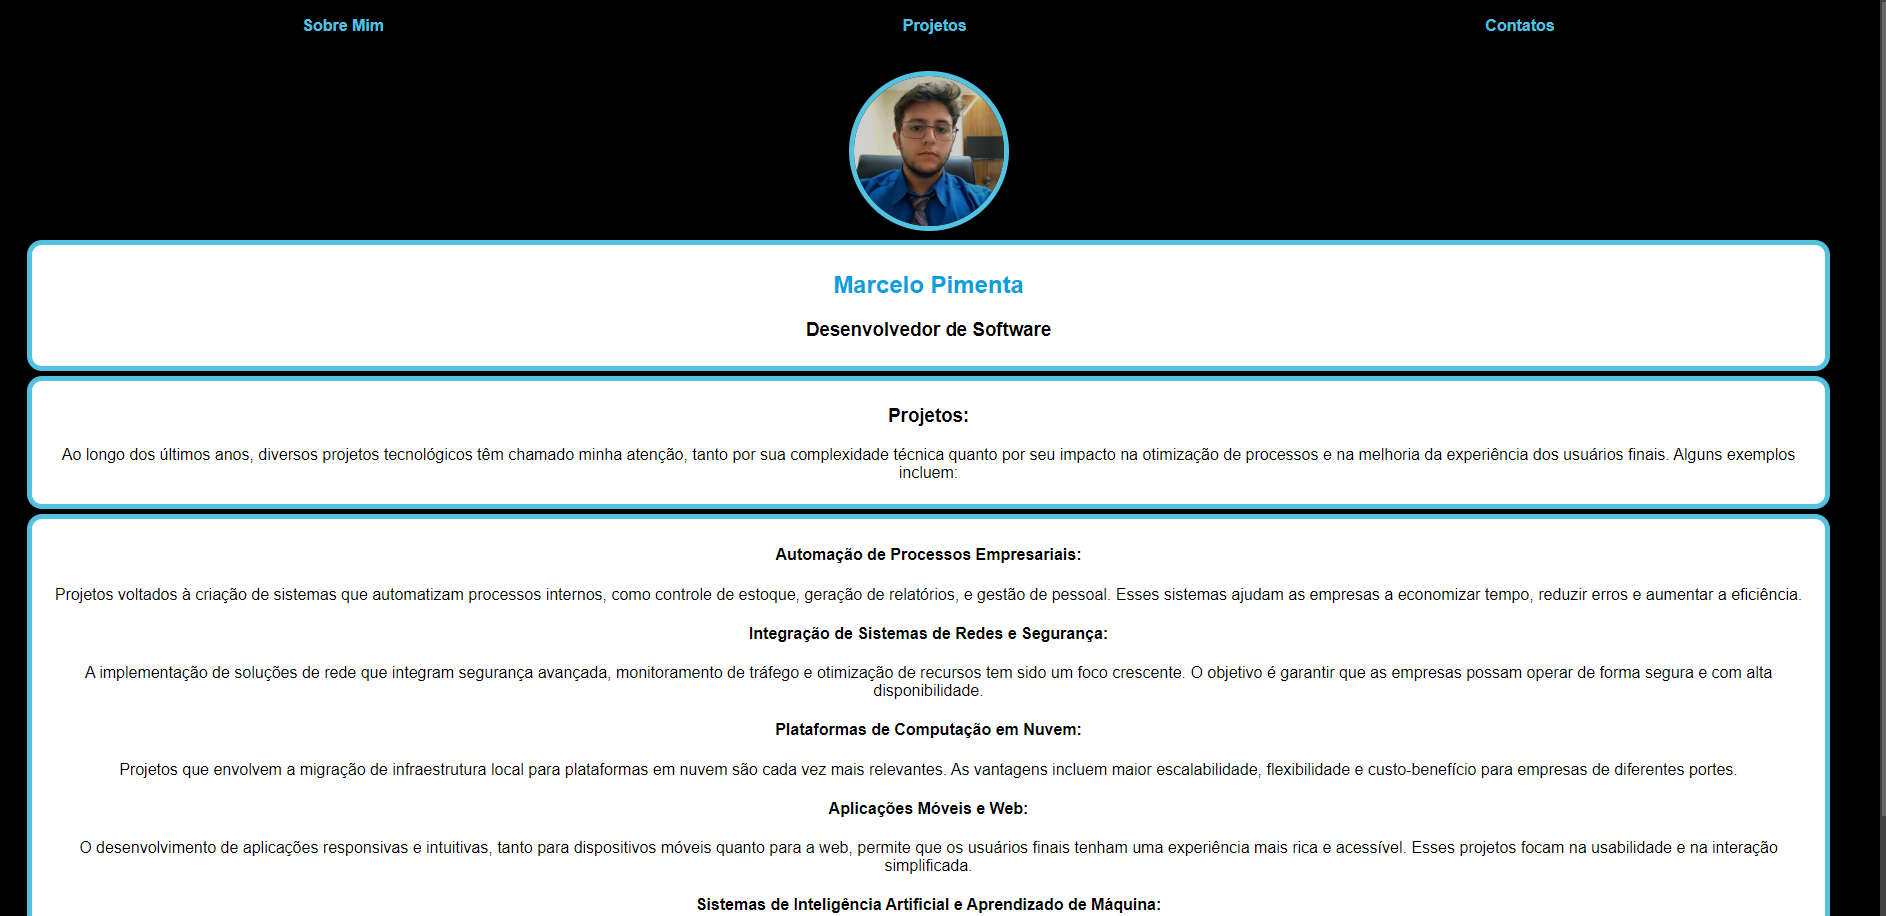 Sobre Mim
Projetos
Contatos
Marcelo Pimenta
Desenvolvedor de Software
Projetos:
Ao longo dos últimos anos, diversos projetos tecnológicos têm chamado minha atenção, tanto por sua complexidade técnica quanto por seu impacto na otimização de processos e na melhoria da experiência dos usuários finais. Alguns exemplos
incluem:
Automação de Processos Empresariais:
Projetos voltados à criação de sistemas que automatizam processos internos, como controle de estoque, geração de relatórios, e gestão de pessoal. Esses sistemas ajudam as empresas a economizar tempo, reduzir erros e aumentar a eficiência.
Integração de Sistemas de Redes e Segurança:
A implementação de soluções de rede que integram segurança avançada, monitoramento de tráfego e otimização de recursos tem sido um foco crescente. O objetivo é garantir que as empresas possam operar de forma segura e com alta
disponibilidade.
Plataformas de Computação em Nuvem:
Projetos que envolvem a migração de infraestrutura local para plataformas em nuvem são cada vez mais relevantes. As vantagens incluem maior escalabilidade, flexibilidade e custo-benefício para empresas de diferentes portes.
Aplicações Móveis e Web:
O desenvolvimento de aplicações responsivas e intuitivas, tanto para dispositivos móveis quanto para a web, permite que os usuários finais tenham uma experiência mais rica e acessível. Esses projetos focam na usabilidade e na interação
simplificada.
Sistemas de Inteligência Artificial e Aprendizado de Máquina: